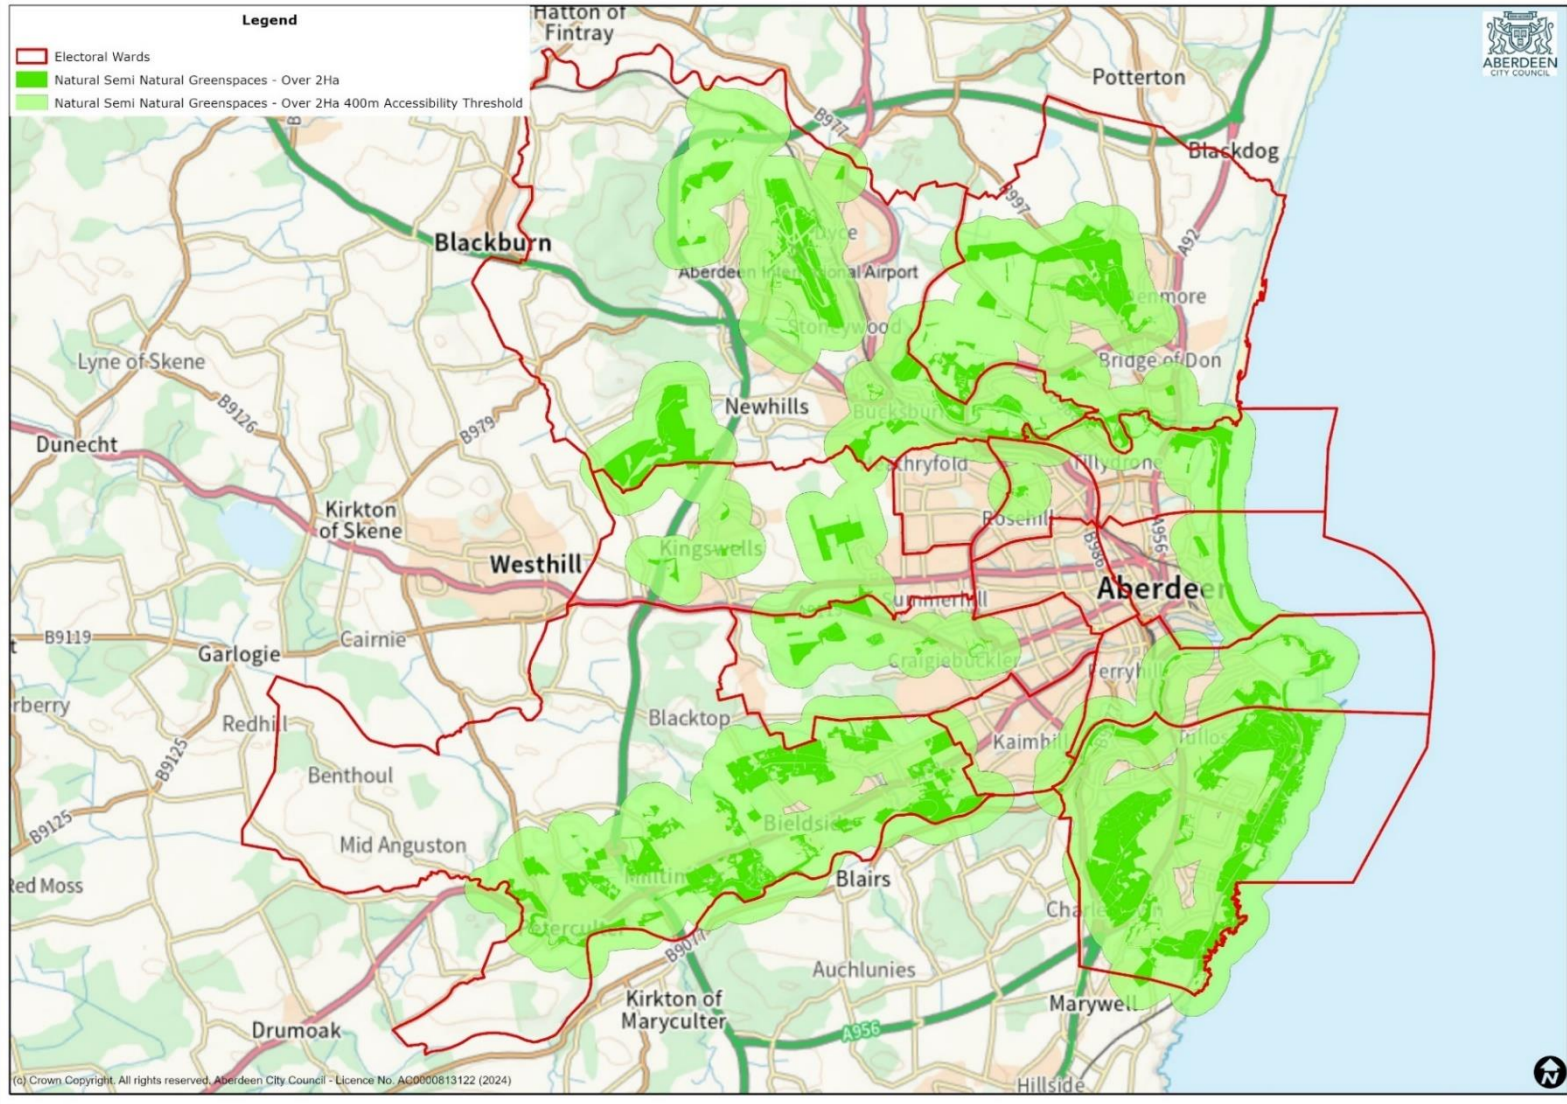 Legend
Electoral Wards
Natural Semi Natural Greenspaces - Over 2Ha
Natural Semi Natural Greenspaces - Over 2Ha 400m Accessibility Threshold
Hatton of
Fintray
ABERDEEN
CITY COUNCIL
Potterton
B977
Blackdog
B997
A92
Blackburn
Dyce
Aberdeen International Airport
Stoneywood
Bridge of Don
Lyne of Skene
B9126
B979
Newhills
Bucksburn
Dunecht
Tillydrone
Kirkton
of Skene
Rosehill
A956
Kingswells
Westhill
Aberdeen
Summerhill
B9119
Cairnie
Garlogie
Craigiebuckler
Ferryhill
Redhill
Blacktop
Kaimhill
Tullos
B9125
Benthoul
B9125
Bieldside
Mid Anguston
Red Moss
Blairs
Peterculter
B9077
Auchlunies
Kirkton of
Maryculter
Marywell
Drumoak
A956
Hillside
(c) Crown Copyright. All rights reserved. Aberdeen City Council - Licence No. AC0000813122 (2024)
N